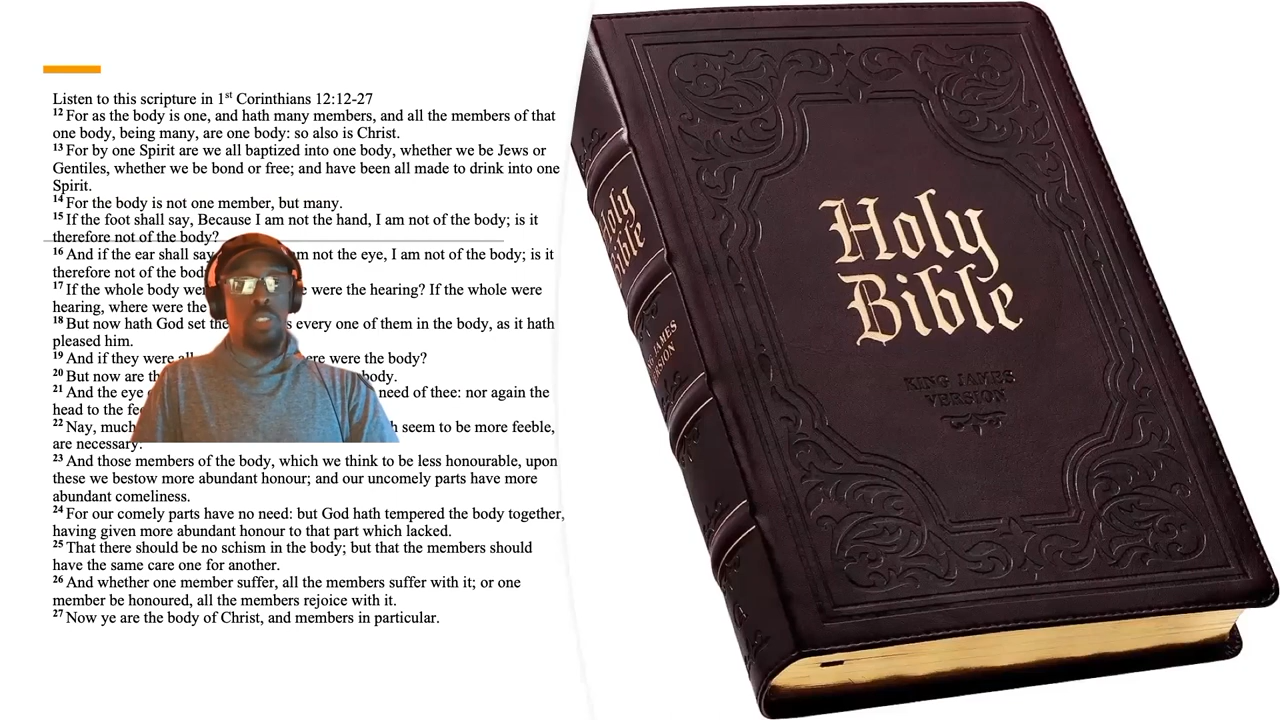 Listen to this scripture in 1st Corinthians 12:12-27
12 For as the body is one, and hath many members, and all the members of that
one body, being many, are one body: so also is Christ.
13 For by one Spirit are we all baptized into one body, whether we be Jews or
Gentiles, whether we be bond or free; and have been all made to drink into one
Spirit.
14 For the body is not one member, but many.
15 If the foot shall say, Because I am not the hand, I am not of the body; is it
therefore not of the body?
16 And if the ear shall say not the eye, I am not of the body; is it
therefore not of the
17 If the whole body were the hearing? If the whole were
hearing, where were the
18 But now hath God set the every one of them in the body, as it hath
pleased him.
19 And if they were were the body?
20 But now are body.
21 And the eye need of thee: nor again the
head to the
22 Nay, much seem to be more feeble,
are necessary:
23 And those members of the body, which we think to be less honourable, upon
these we bestow more abundant honour; and our uncomely parts have more
abundant comeliness.
24 For our comely parts have no need: but God hath tempered the body together,
having given more abundant honour to that part which lacked.
25 That there should be no schism in the body; but that the members should
have the same care one for another.
26 And whether one member suffer, all the members suffer with it; or one
member be honoured, all the members rejoice with it.
27 Now ye are the body of Christ, and members in particular.
Holy
Bible
KING JAMES
VERSION
Holy
Bible
KING JAMES
VERSION